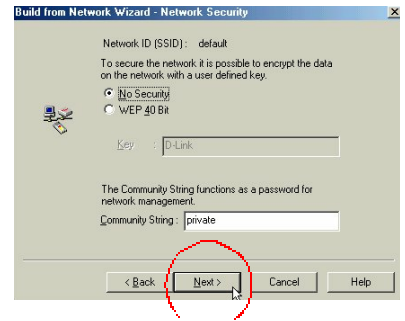 Build from Network Wizard - Network Security
Network ID (SSID) : default
To secure the network it is possible to encrypt the data
on the network with a user defined key.
No Security
WEP 40 Bit
Key : D-Link
The Community String functions as a password for
network management.
Community String : private
< Back Next > Cancel Help